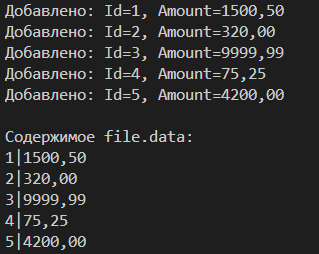 Добавлено: Id=1, Amount=1500,50
Добавлено: Id=2, Amount=320,00
Добавлено: Id=3, Amount=9999,99
Добавлено: Id=4, Amount=75,25
Добавлено: Id=5, Amount=4200,00
Содержимое file.data:
1|1500,50
2|320,00
3|9999,99
4|75,25
5|4200,00